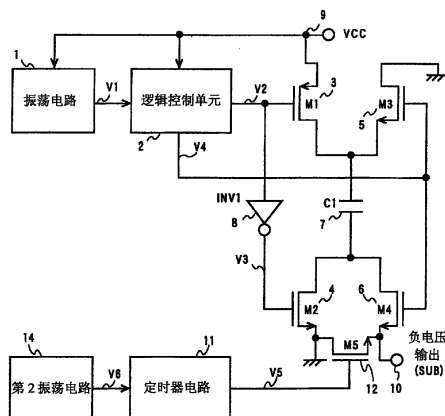 9
VCC
1
振荡电路
V1
逻辑控制单元
2
V2
V4
M1
3
M3
5
C1
7
INV1
8
V3
M2
4
M4
6
M5
12
负电压
输出
(SUB)
10
14
第2振荡电路
V6
11
定时器电路
V5